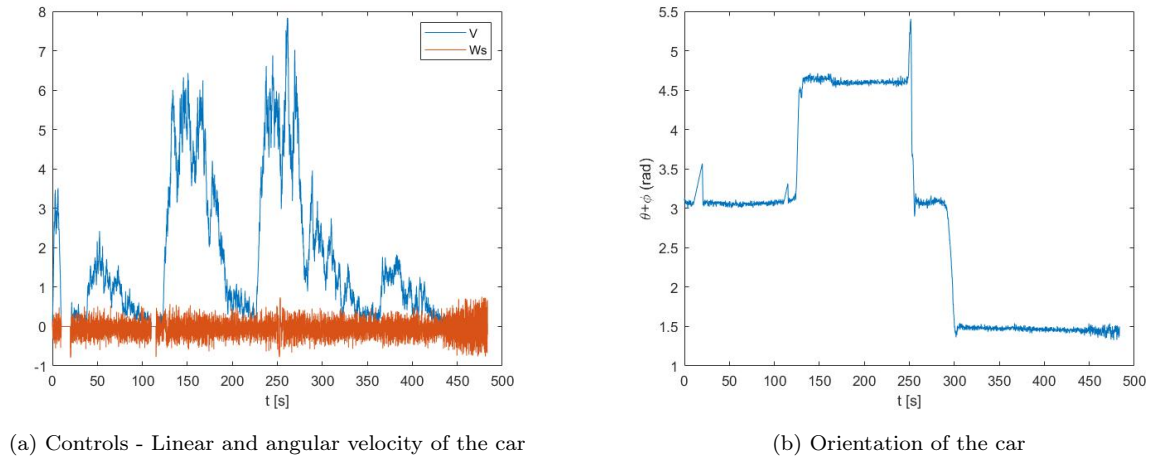 8
7
6
5
4
3
2
1
0
-1
V
Ws
0 50 100 150 200 250 300 350 400 450 500
t [s]
(a) Controls - Linear and angular velocity of the car
5.5
5
4.5
4
3.5
3
2.5
2
1.5
1
θ+ϕ (rad)
0 50 100 150 200 250 300 350 400 450 500
t [s]
(b) Orientation of the car